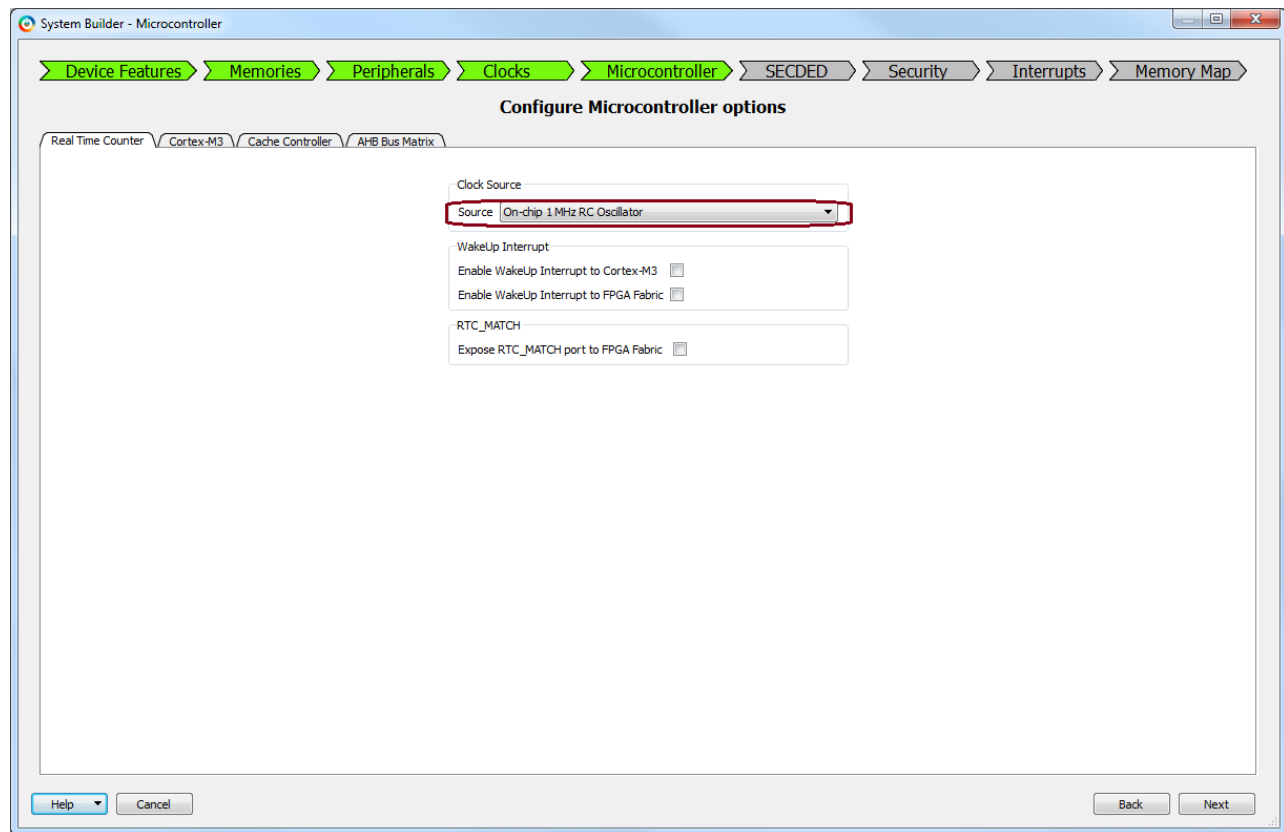 System Builder - Microcontroller
Device Features Memories Peripherals Clocks Microcontroller SECDED Security Interrupts Memory Map
Configure Microcontroller options
Real Time Counter Cortex-M3 Cache Controller AHB Bus Matrix
Clock Source
Source On-chip 1 MHz RC Oscillator
WakeUp Interrupt
Enable WakeUp Interrupt to Cortex-M3
Enable WakeUp Interrupt to FPGA Fabric
RTC_MATCH
Expose RTC_MATCH port to FPGA Fabric
Help Cancel Back Next